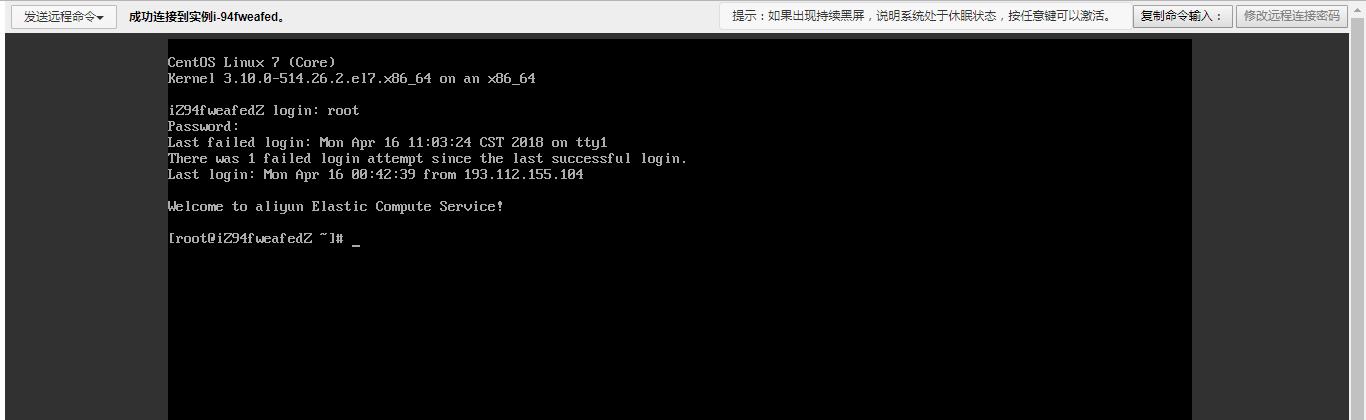 发送远程命令 成功连接到实例i-94fweafed。 提示：如果出现持续黑屏，说明系统处于休眠状态，按任意键可以激活。 复制命令输入： 修改远程连接密码
CentOS Linux 7 (Core)
Kernel 3.10.0-514.26.2.el7.x86_64 on an x86_64
iZ94fweafedZ login: root
Password:
Last failed login: Mon Apr 16 11:03:24 CST 2018 on tty1
There was 1 failed login attempt since the last successful login.
Last login: Mon Apr 16 00:42:39 from 193.112.155.104
Welcome to aliyun Elastic Compute Service!
[root@iZ94fweafedZ ~]# _